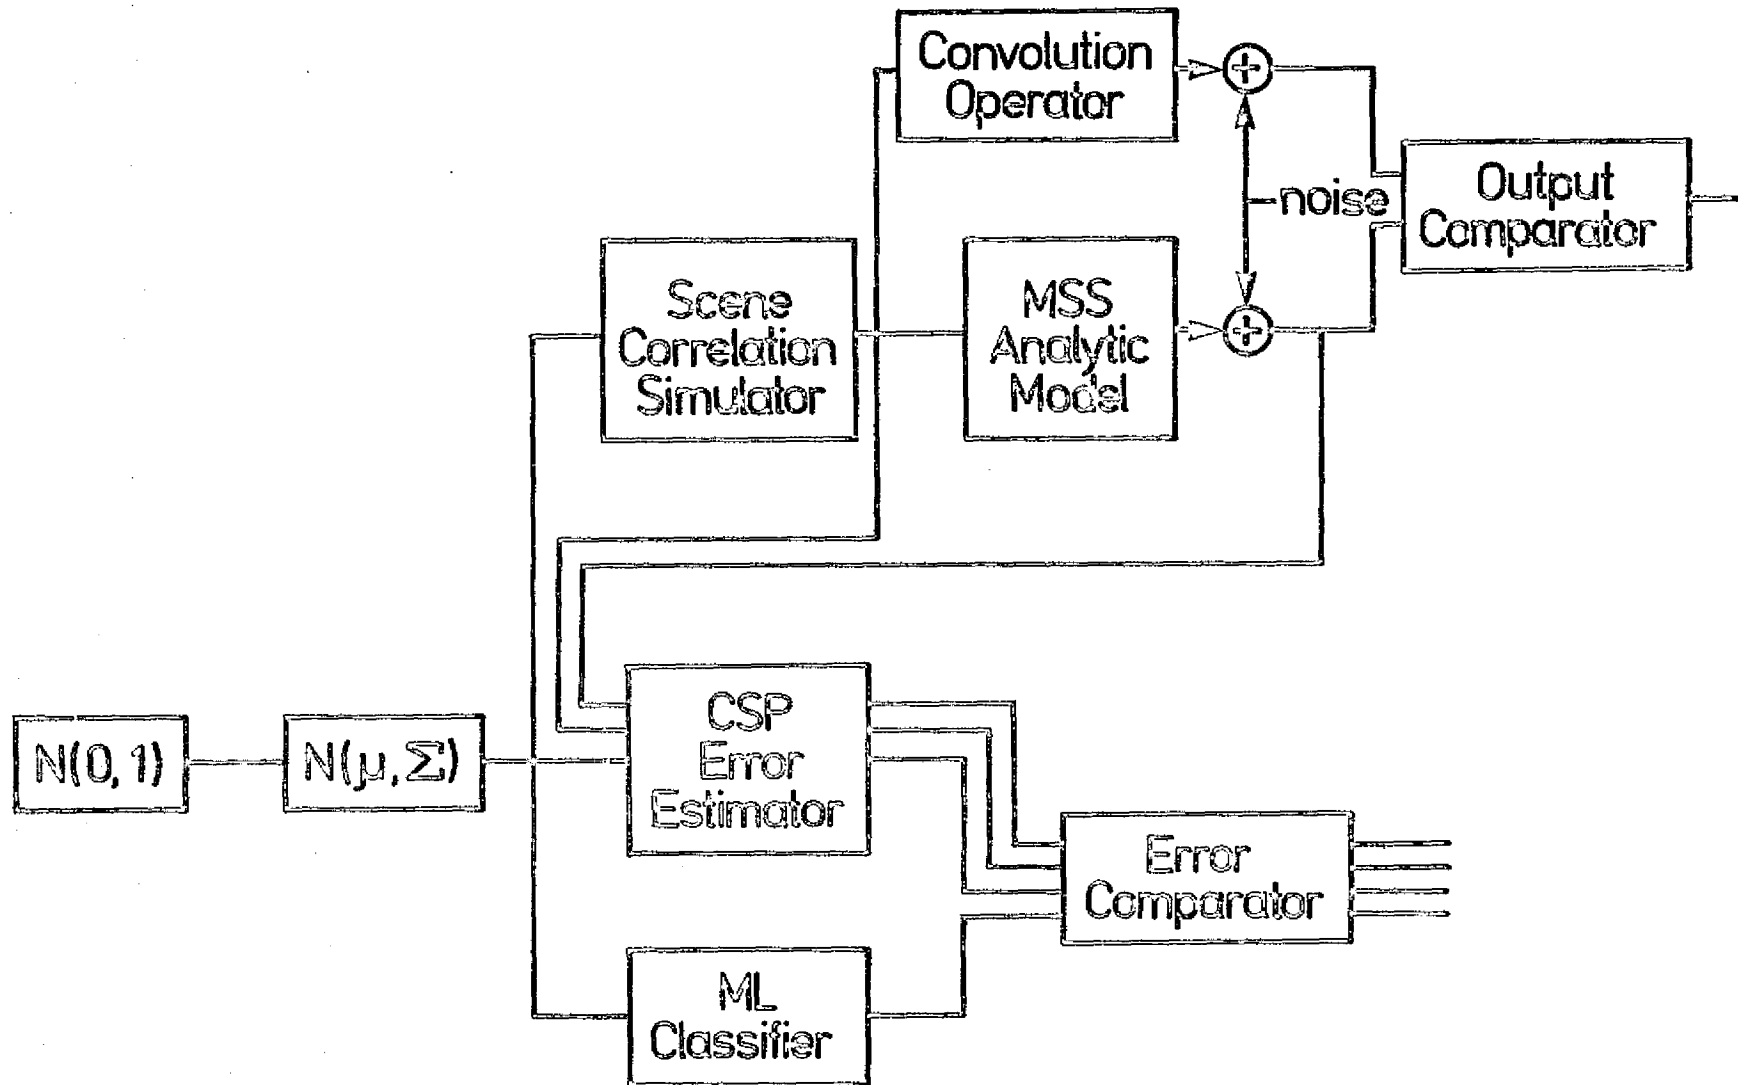 Convolution
Operator
noise
Output
Comparator
Scene
Correlation
Simulator
MSS
Analytic
Model
N(0,1)
N(μ,Σ)
CSP
Error
Estimator
Error
Comparator
ML
Classifier